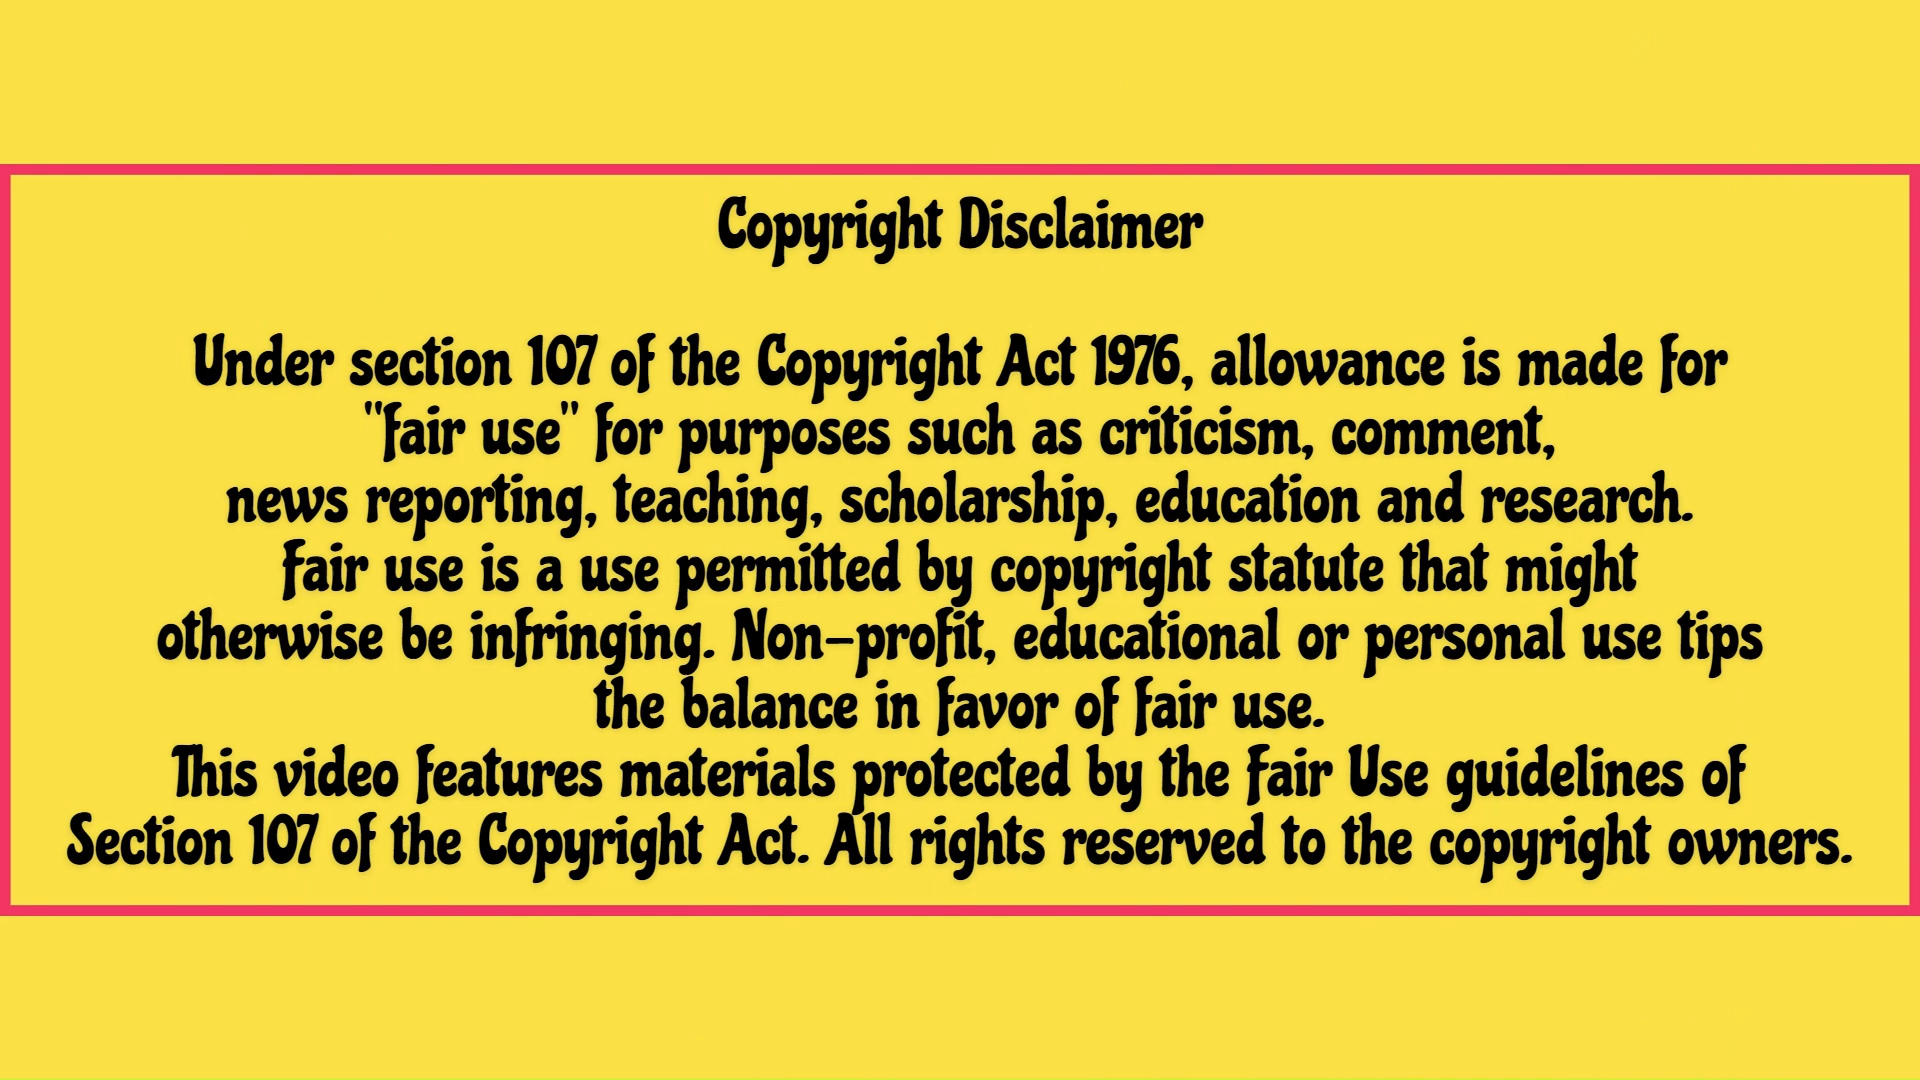 Copyright Disclaimer
Under section 107 of the Copyright Act 1976, allowance is made for
"fair use" for purposes such as criticism, comment,
news reporting, teaching, scholarship, education and research.
Fair use is a use permitted by copyright statute that might
otherwise be infringing. Non-profit, educational or personal use tips
the balance in favor of fair use.
This video features materials protected by the Fair Use guidelines of
Section 107 of the Copyright Act. All rights reserved to the copyright owners.